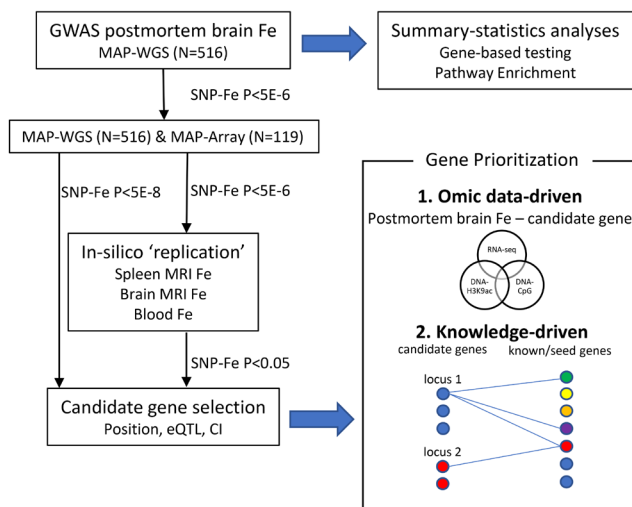 GWAS postmortem brain Fe
MAP-WGS (N=516)
Summary-statistics analyses
Gene-based testing
Pathway Enrichment
SNP-Fe P<5E-6
MAP-WGS (N=516) & MAP-Array (N=119)
SNP-Fe P<5E-8
SNP-Fe P<5E-6
In-silico ‘replication’
Spleen MRI Fe
Brain MRI Fe
Blood Fe
SNP-Fe P<0.05
Candidate gene selection
Position, eQTL, CI
Gene Prioritization
1. Omic data-driven
Postmortem brain Fe – candidate gene
RNA-seq
DNA-
H3K9ac
DNA-
CpG
2. Knowledge-driven
candidate genes
known/seed genes
locus 1
locus 2